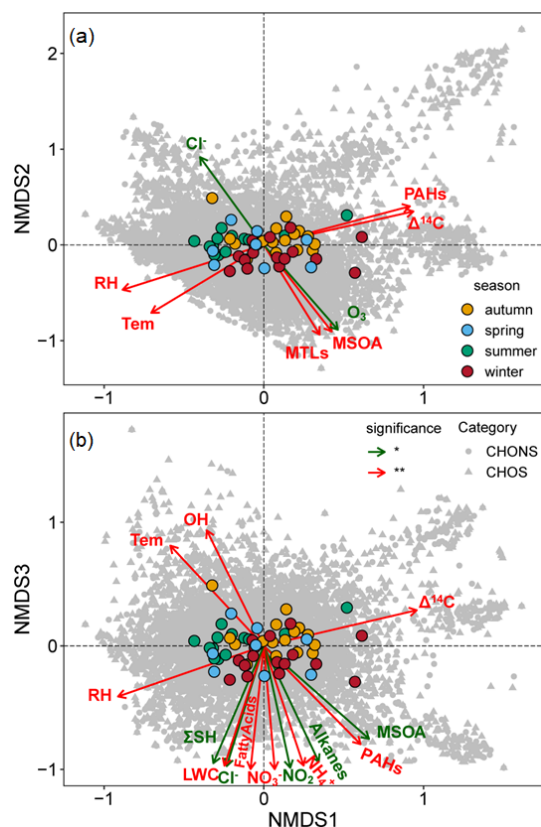 (a)
2
1
0
−1
NMDS2
Cl-
PAHs
Δ14C
RH
Tem
O3
MSOA
MTLs
season
autumn
spring
summer
winter
−1
0
1
(b)
significance
*
**
Category
CHONS
CHOS
1
0
−1
NMDS3
OH
Tem
Δ14C
RH
ΣSH
LWC
Cl-
FattyAcids
NO3-
NO2
NH4+
Alkanes
MSOA
PAHs
−1
0
1
NMDS1